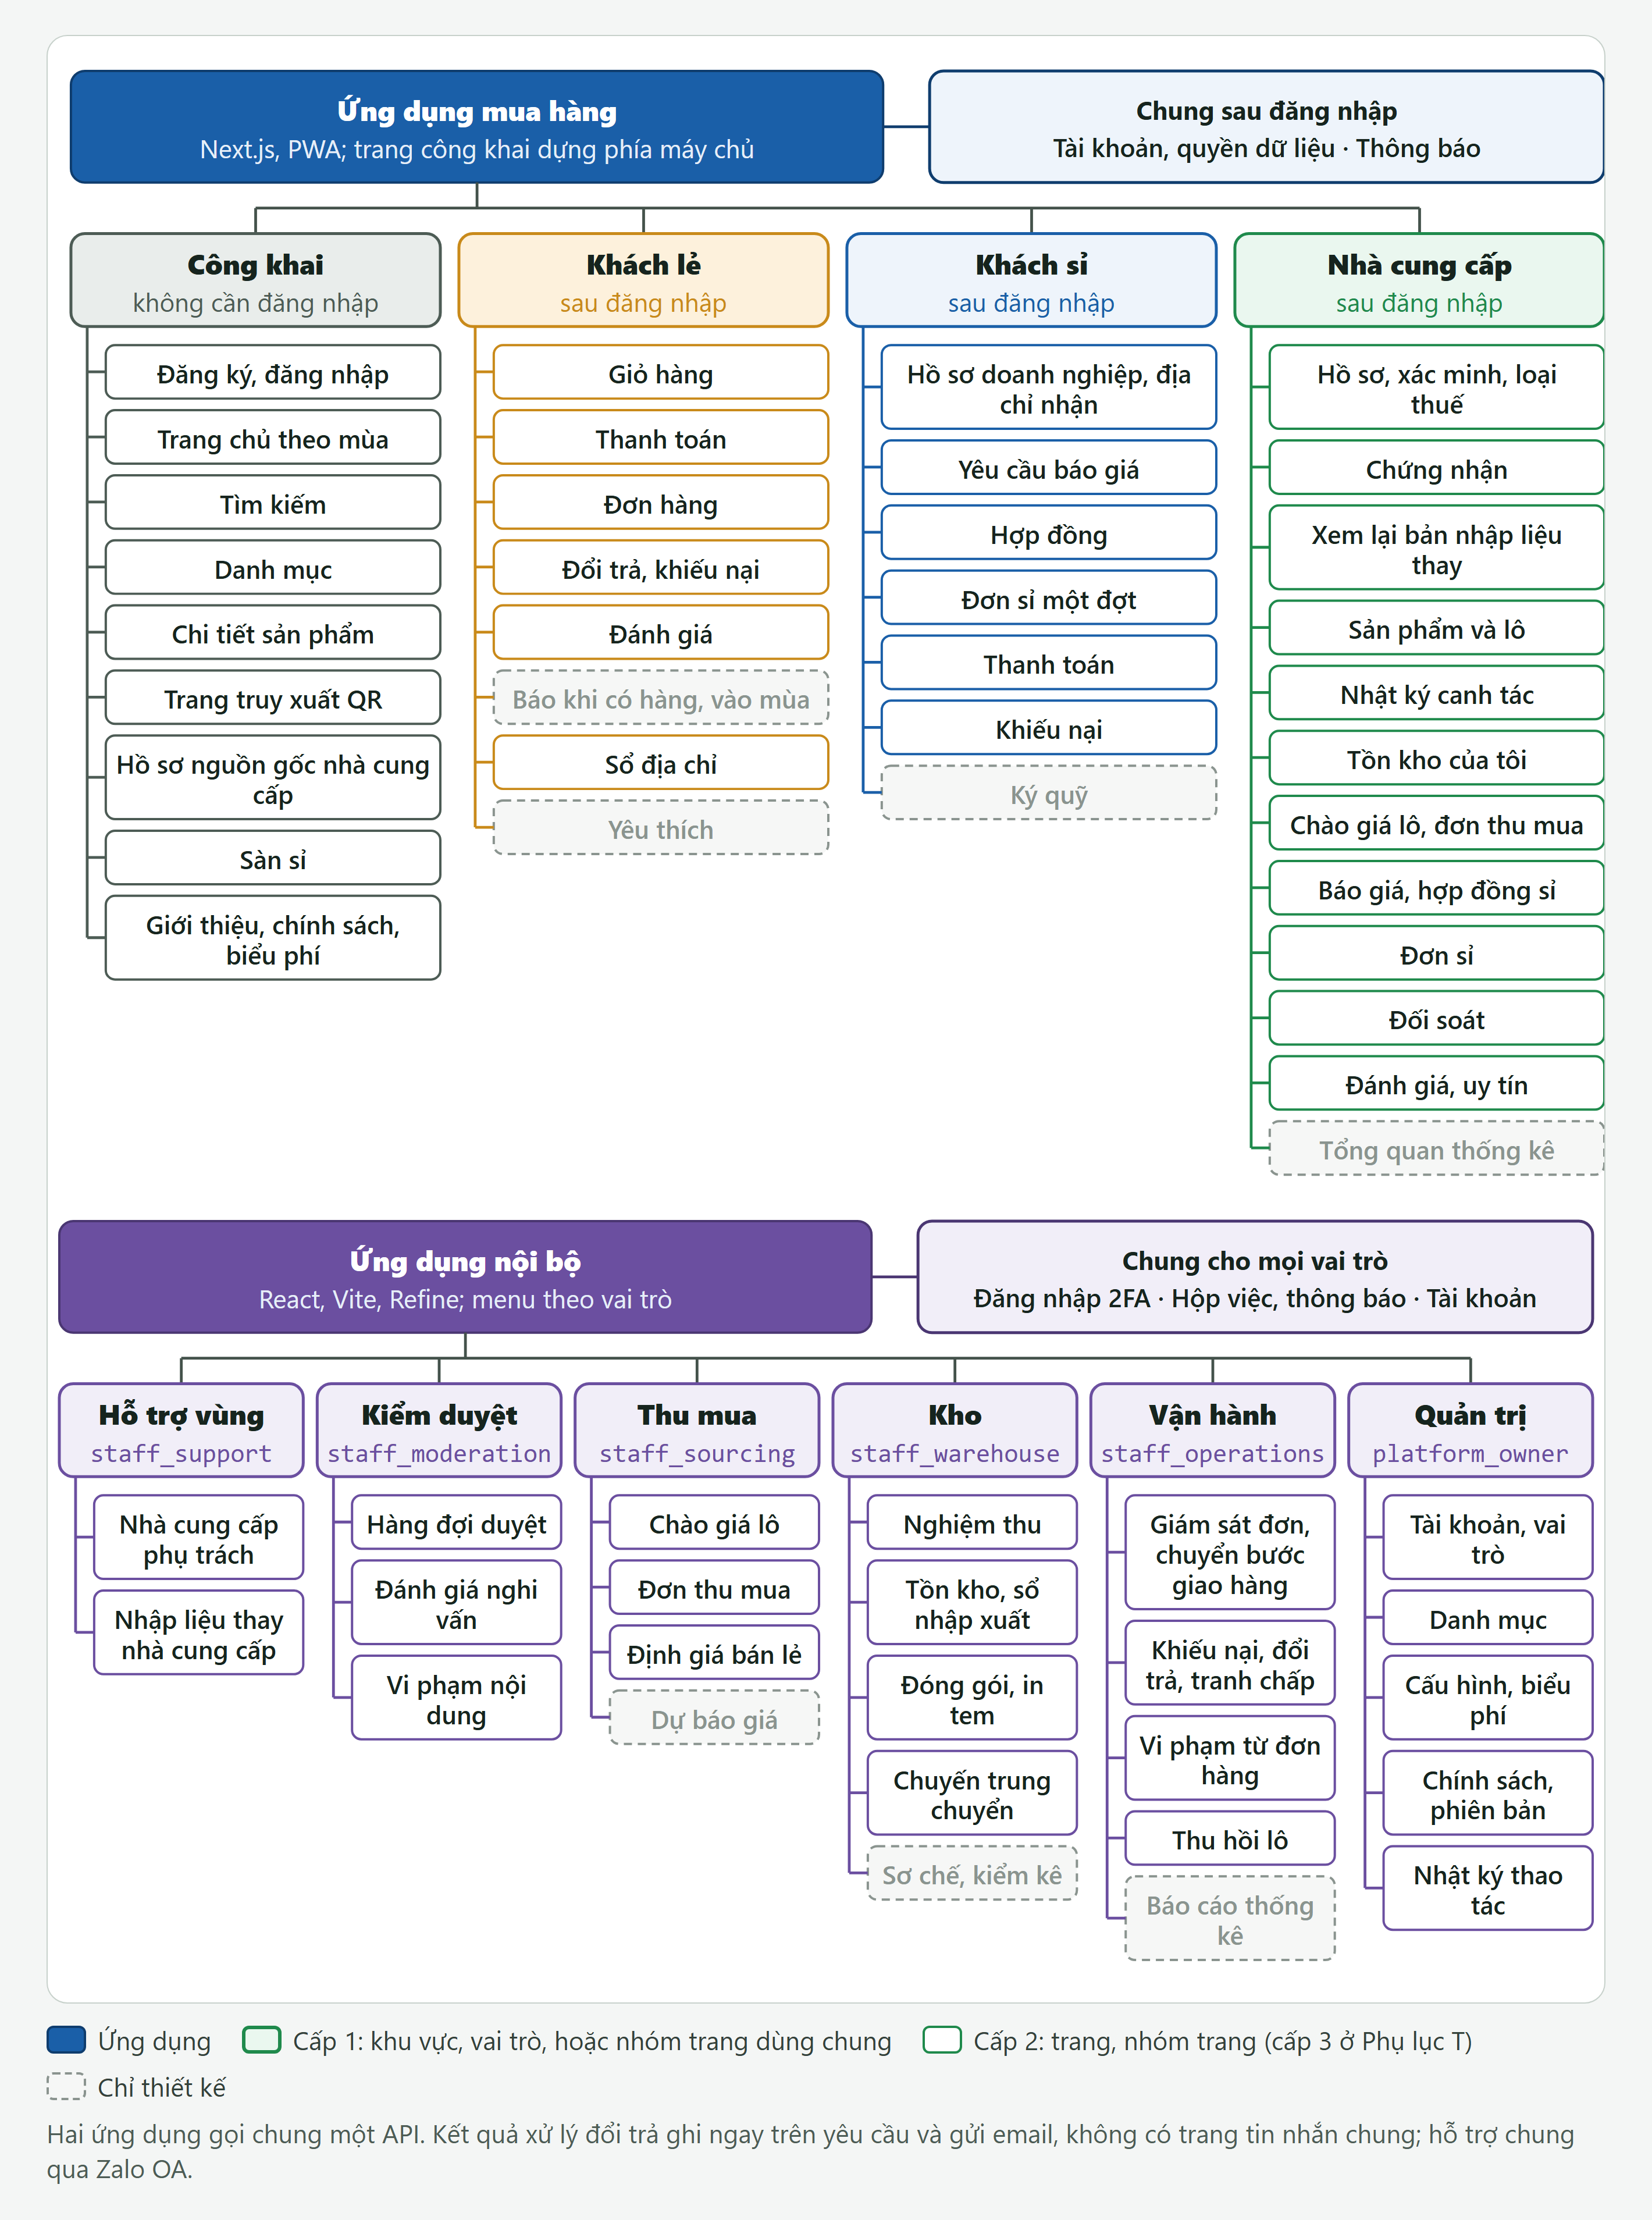 Ứng dụng mua hàng
Next.js, PWA; trang công khai dựng phía máy chủ
Chung sau đăng nhập
Tài khoản, quyền dữ liệu · Thông báo
Công khai
không cần đăng nhập
Đăng ký, đăng nhập
Trang chủ theo mùa
Tìm kiếm
Danh mục
Chi tiết sản phẩm
Trang truy xuất QR
Hồ sơ nguồn gốc nhà cung
cấp
Sàn sỉ
Giới thiệu, chính sách,
biểu phí
Khách lẻ
sau đăng nhập
Giỏ hàng
Thanh toán
Đơn hàng
Đổi trả, khiếu nại
Đánh giá
Báo khi có hàng, vào mùa
Sổ địa chỉ
Yêu thích
Khách sỉ
sau đăng nhập
Hồ sơ doanh nghiệp, địa
chỉ nhận
Yêu cầu báo giá
Hợp đồng
Đơn sỉ một đợt
Thanh toán
Khiếu nại
Ký quỹ
Nhà cung cấp
sau đăng nhập
Hồ sơ, xác minh, loại
thuế
Chứng nhận
Xem lại bản nhập liệu
thay
Sản phẩm và lô
Nhật ký canh tác
Tồn kho của tôi
Chào giá lô, đơn thu mua
Báo giá, hợp đồng sỉ
Đơn sỉ
Đối soát
Đánh giá, uy tín
Tổng quan thống kê
Ứng dụng nội bộ
React, Vite, Refine; menu theo vai trò
Chung cho mọi vai trò
Đăng nhập 2FA · Hộp việc, thông báo · Tài khoản
Hỗ trợ vùng
staff_support
Nhà cung cấp
phụ trách
Nhập liệu thay
nhà cung cấp
Kiểm duyệt
staff_moderation
Hàng đợi duyệt
Đánh giá nghi
vấn
Vi phạm nội
dung
Thu mua
staff_sourcing
Chào giá lô
Đơn thu mua
Định giá bán lẻ
Dự báo giá
Kho
staff_warehouse
Nghiệm thu
Tồn kho, sổ
nhập xuất
Đóng gói, in
tem
Chuyến trung
chuyển
Sơ chế, kiểm kê
Vận hành
staff_operations
Giám sát đơn,
chuyển bước
giao hàng
Khiếu nại, đổi
trả, tranh chấp
Vi phạm từ đơn
hàng
Thu hồi lô
Báo cáo thống
kê
Quản trị
platform_owner
Tài khoản, vai
trò
Danh mục
Cấu hình, biểu
phí
Chính sách,
phiên bản
Nhật ký thao
tác
Ứng dụng
Cấp 1: khu vực, vai trò, hoặc nhóm trang dùng chung
Cấp 2: trang, nhóm trang (cấp 3 ở Phụ lục T)
Chỉ thiết kế
Hai ứng dụng gọi chung một API. Kết quả xử lý đổi trả ghi ngay trên yêu cầu và gửi email, không có trang tin nhắn chung; hỗ trợ chung
qua Zalo OA.